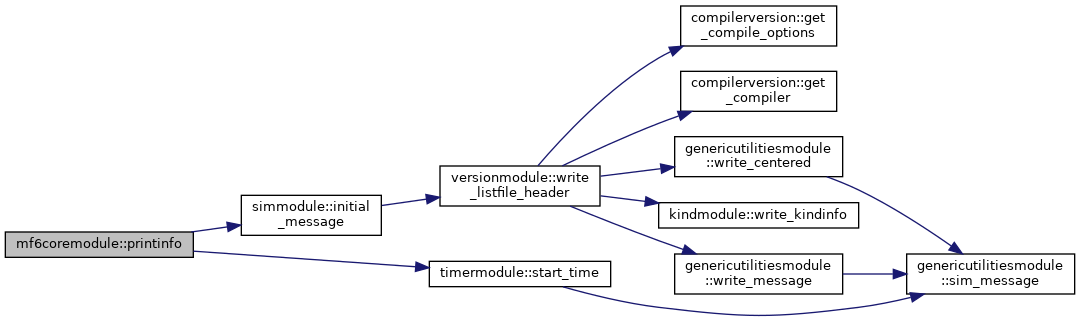 mf6coremodule::printinfo
simmodule::initial
_message
timermodule::start_time
versionmodule::write
_listfile_header
compilerversion::get
_compile_options
compilerversion::get
_compiler
genericutilitiesmodule
::write_centered
kindmodule::write_kindinfo
genericutilitiesmodule
::write_message
genericutilitiesmodule
::sim_message